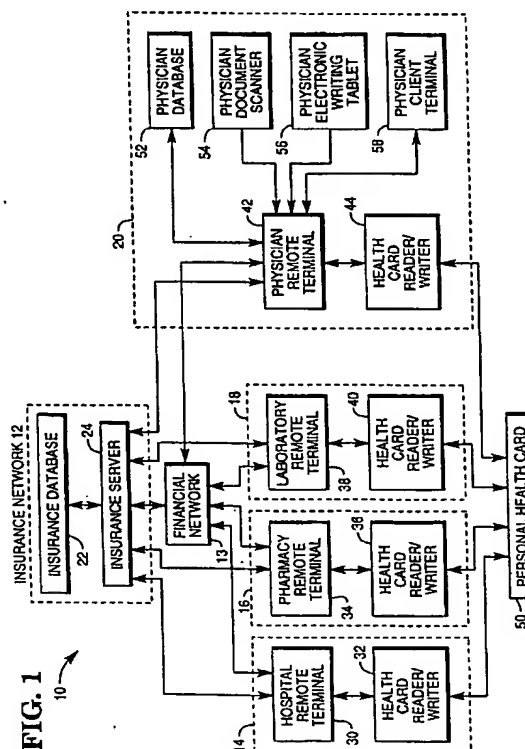 FIG. 1
10
INSURANCE NETWORK 12
INSURANCE DATABASE
22
24
INSURANCE SERVER
FINANCIAL
NETWORK
13
14
HOSPITAL
REMOTE
TERMINAL
30
32
HEALTH
CARD
READER/
WRITER
16
PHARMACY
REMOTE
TERMINAL
34
36
HEALTH
CARD
READER/
WRITER
18
LABORATORY
REMOTE
TERMINAL
38
40
HEALTH
CARD
READER/
WRITER
20
42
PHYSICIAN
REMOTE
TERMINAL
44
HEALTH
CARD
READER/
WRITER
52
PHYSICIAN
DATABASE
54
PHYSICIAN
DOCUMENT
SCANNER
56
PHYSICIAN
ELECTRONIC
WRITING
TABLET
58
PHYSICIAN
CLIENT
TERMINAL
50
PERSONAL HEALTH CARD